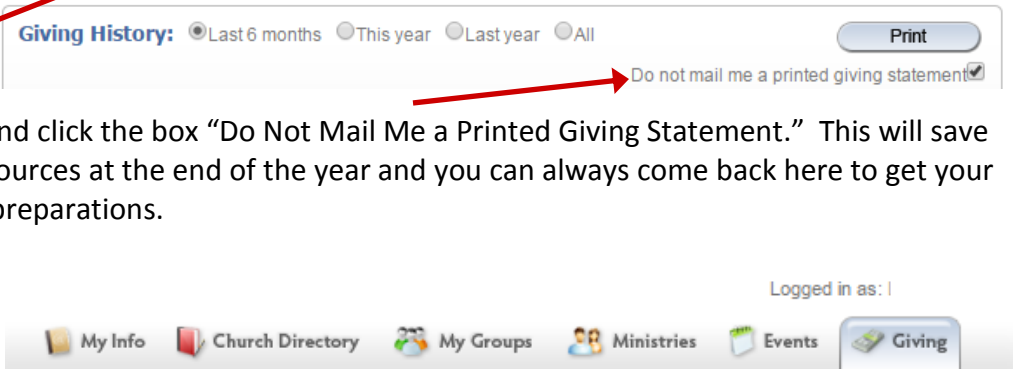 Giving History: Last 6 months This year Last year All Print
Do not mail me a printed giving statement
nd click the box “Do Not Mail Me a Printed Giving Statement.” This will save
ources at the end of the year and you can always come back here to get your
preparations.
Logged in as:
My Info Church Directory My Groups Ministries Events Giving